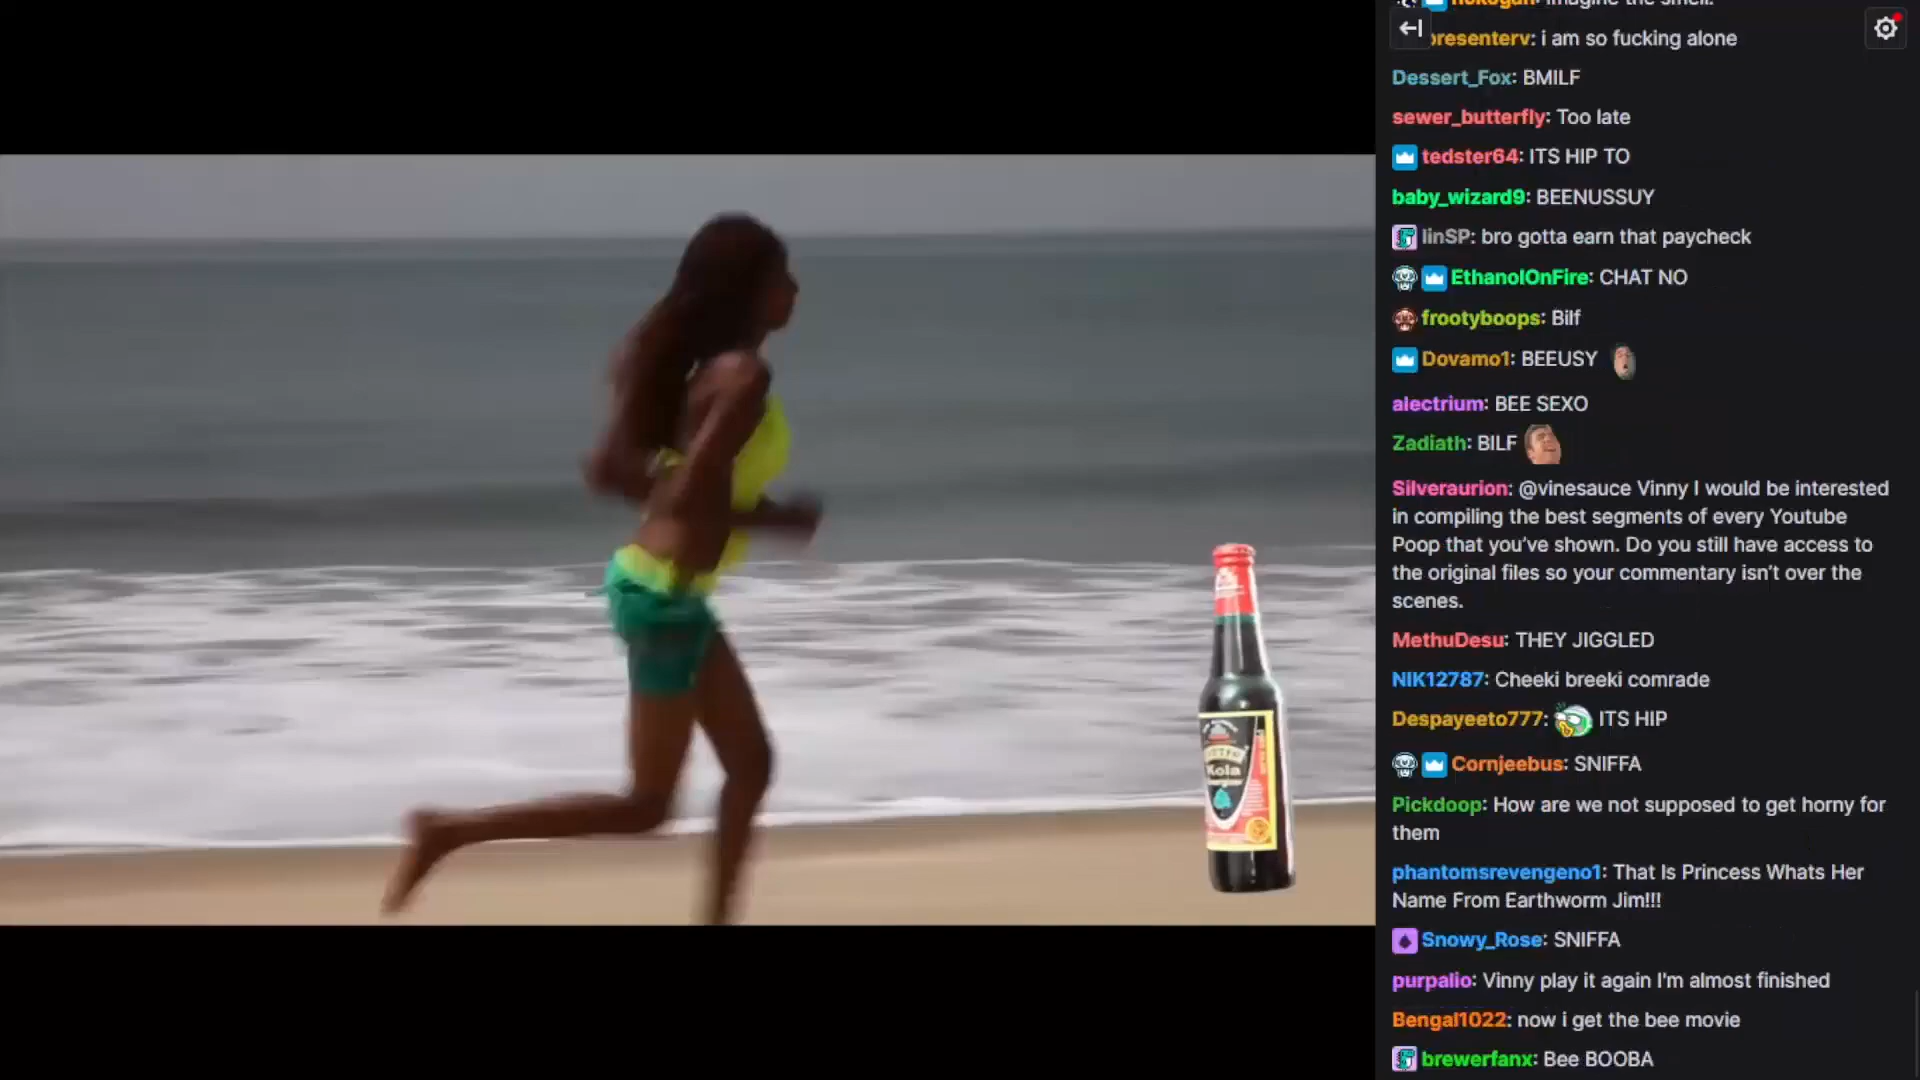 imagine the smell.
presenterv: i am so fucking alone
Dessert_Fox: BMILF
sewer_butterfly: Too late
tedster64: ITS HIP TO
baby_wizard9: BEENUSSUY
linSP: bro gotta earn that paycheck
EthanolOnFire: CHAT NO
frootyboops: Bilf
Dovamo1: BEEUSY
alectrium: BEE SEXO
Zadiath: BILF
Silveraurion: @vinesauce Vinny I would be interested
in compiling the best segments of every Youtube
Poop that you've shown. Do you still have access to
the original files so your commentary isn't over the
scenes.
MethuDesu: THEY JIGGLED
NIK12787: Cheeki breeki comrade
Despayeeto777: ITS HIP
Cornjeebus: SNIFFA
Pickdoop: How are we not supposed to get horny for
them
phantomsrevengeno1: That Is Princess Whats Her
Name From Earthworm Jim!!!
Snowy_Rose: SNIFFA
purpalio: Vinny play it again I'm almost finished
Bengal1022: now i get the bee movie
brewerfanx: Bee BOOBA
Kola